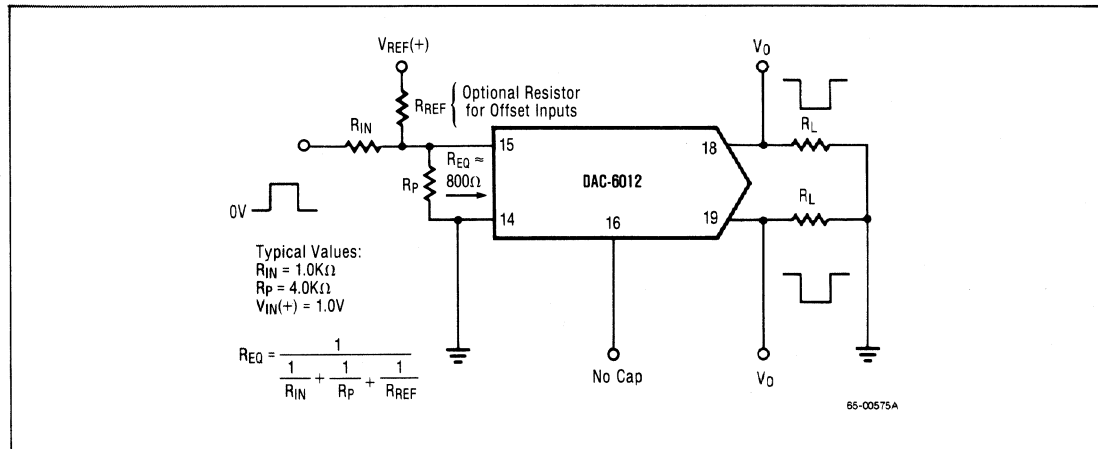 VREF(+)
VO
RREF
Optional Resistor
for Offset Inputs
RIN
RL
15
18
REQ ≈
800Ω
RP
DAC-6012
RL
0V
14
16
19
Typical Values:
RIN = 1.0KΩ
RP = 4.0KΩ
VIN(+) = 1.0V
REQ = 1 / (1/RIN + 1/RP + 1/RREF)
No Cap
VO
65-00575A